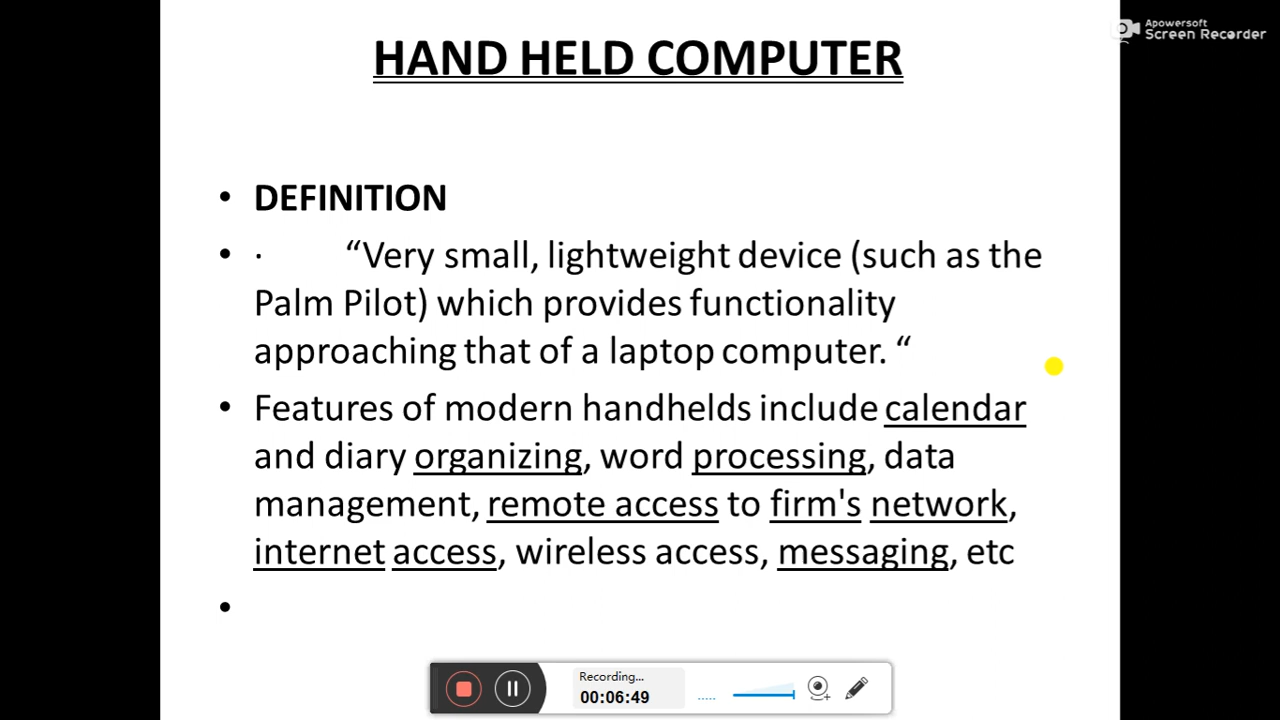 Apowersoft
Screen Recorder
HAND HELD COMPUTER
• DEFINITION
• · “Very small, lightweight device (such as the
Palm Pilot) which provides functionality
approaching that of a laptop computer. “
• Features of modern handhelds include calendar
and diary organizing, word processing, data
management, remote access to firm's network,
internet access, wireless access, messaging, etc
•
Recording...
00:06:49